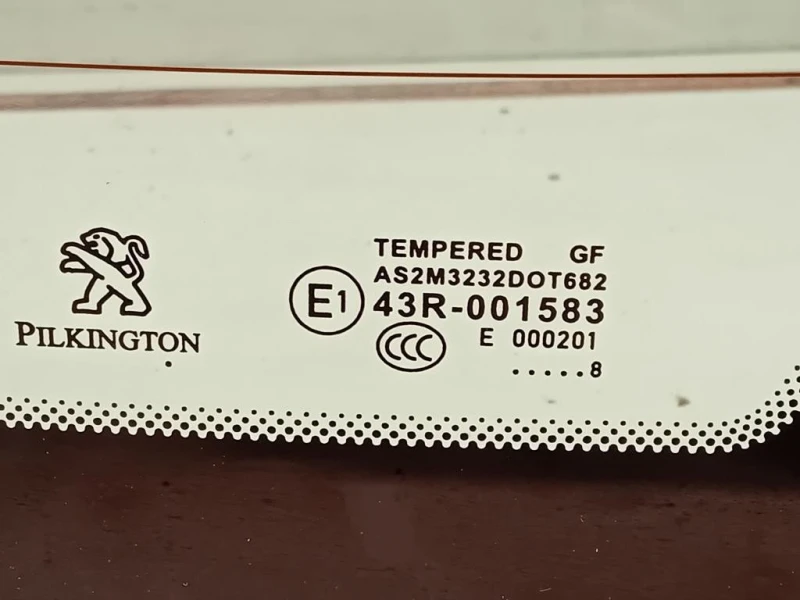 PILKINGTON
TEMPERED GF
AS2M3232DOT682
E1 43R-001583
CCC E 000201
.....8